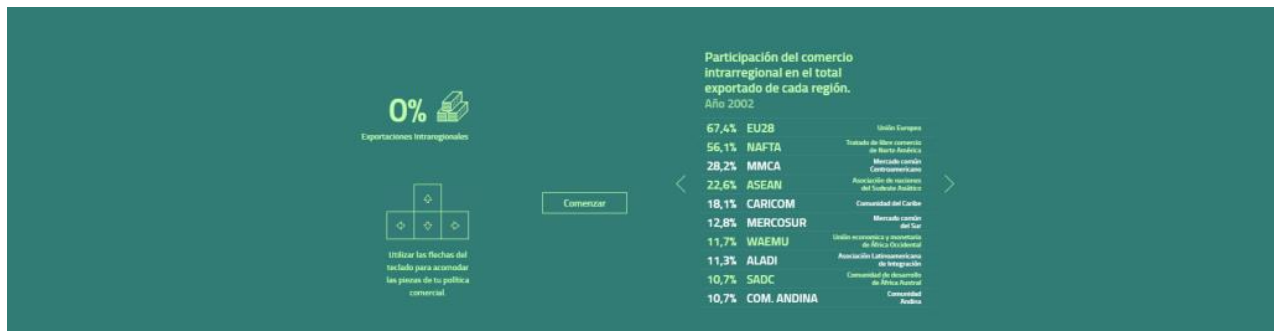 0%
Exportaciones Intraregionales
Utilizar las flechas del
teclado para acomodar
las piezas de tu política
comercial.
Comenzar
Participación del comercio
intrarregional en el total
exportado de cada región.
Año 2002
67,4% EU28 Unión Europea
56,1% NAFTA Tratado de libre comercio
de Norte América
28,2% MMCA Mercado común
Centroamericano
22,6% ASEAN Asociación de naciones
del Sudeste Asiático
18,1% CARICOM Comunidad del Caribe
12,8% MERCOSUR Mercado común
del Sur
11,7% WAEMU Unión economica y monetaria
de África Occidental
11,3% ALADI Asociación Latinoamericana
de Integración
10,7% SADC Comunidad de desarrollo
de África Austral
10,7% COM. ANDINA Comunidad
Andina